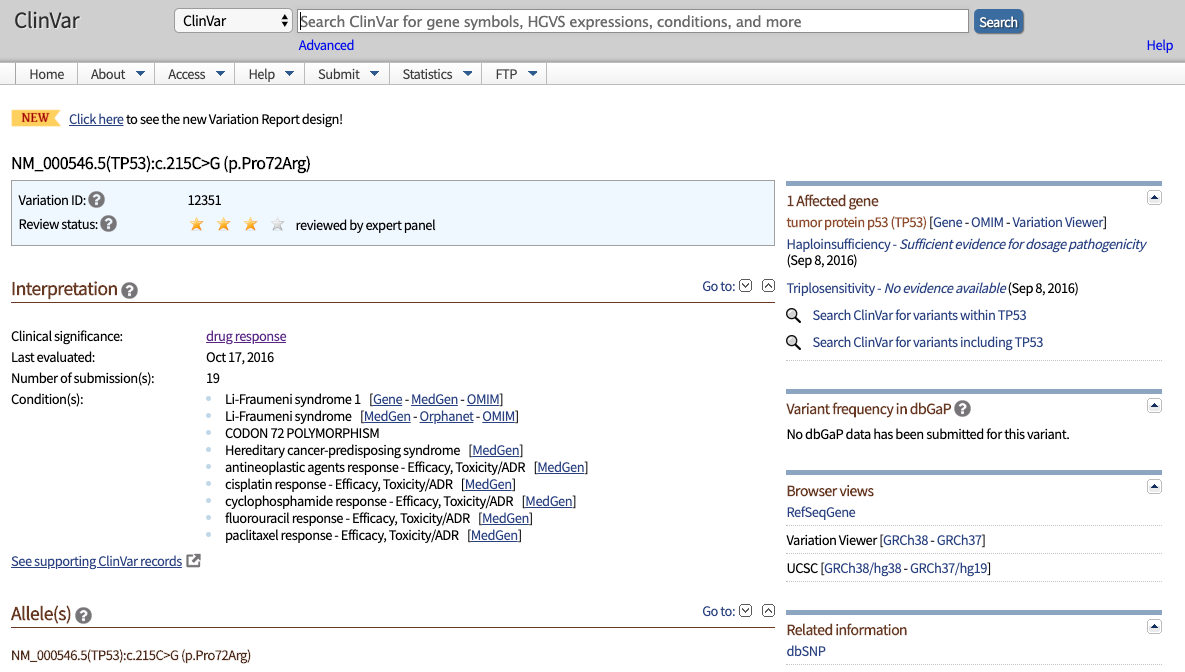 ClinVar
ClinVar
Search ClinVar for gene symbols, HGVS expressions, conditions, and more
Search
Advanced
Help
Home About Access Help Submit Statistics FTP
NEW Click here to see the new Variation Report design!
NM_000546.5(TP53):c.215C>G (p.Pro72Arg)
Variation ID: ? 12351
Review status: ? reviewed by expert panel
Interpretation ?
Go to:
Clinical significance: drug response
Last evaluated: Oct 17, 2016
Number of submission(s): 19
Condition(s):
Li-Fraumeni syndrome 1 [Gene - MedGen - OMIM]
Li-Fraumeni syndrome [MedGen - Orphanet - OMIM]
CODON 72 POLYMORPHISM
Hereditary cancer-predisposing syndrome [MedGen]
antineoplastic agents response - Efficacy, Toxicity/ADR [MedGen]
cisplatin response - Efficacy, Toxicity/ADR [MedGen]
cyclophosphamide response - Efficacy, Toxicity/ADR [MedGen]
fluorouracil response - Efficacy, Toxicity/ADR [MedGen]
paclitaxel response - Efficacy, Toxicity/ADR [MedGen]
See supporting ClinVar records
Allele(s) ?
Go to:
NM_000546.5(TP53):c.215C>G (p.Pro72Arg)
1 Affected gene
tumor protein p53 (TP53) [Gene - OMIM - Variation Viewer]
Haploinsufficiency - Sufficient evidence for dosage pathogenicity
(Sep 8, 2016)
Triplosensitivity - No evidence available (Sep 8, 2016)
Search ClinVar for variants within TP53
Search ClinVar for variants including TP53
Variant frequency in dbGaP ?
No dbGaP data has been submitted for this variant.
Browser views
RefSeqGene
Variation Viewer [GRCh38 - GRCh37]
UCSC [GRCh38/hg38 - GRCh37/hg19]
Related information
dbSNP